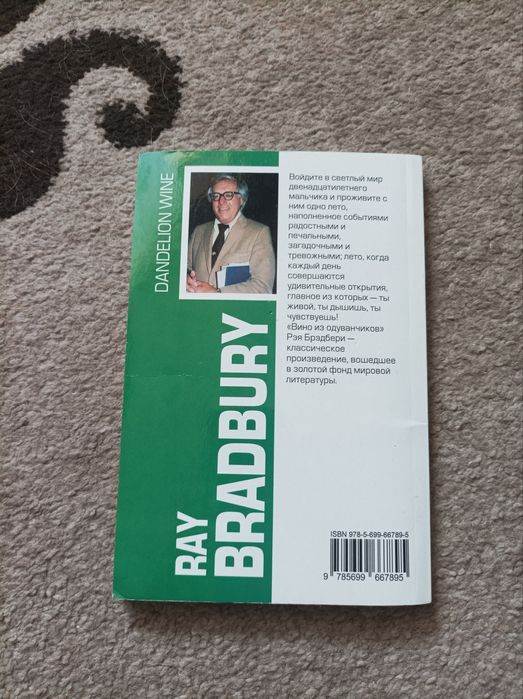 DANDELION WINE
RAY
BRADBURY
Войдите в светлый мир
двенадцатилетнего
мальчика и проживите с
ним одно лето,
наполненное событиями
радостными и
печальными,
загадочными и
тревожными; лето, когда
каждый день
совершаются
удивительные открытия,
главное из которых — ты
живой, ты дышишь, ты
чувствуешь!
«Вино из одуванчиков»
Рэя Брэдбери —
классическое
произведение, вошедшее
в золотой фонд мировой
литературы.
ISBN 978-5-699-66789-5
9 785699 667895